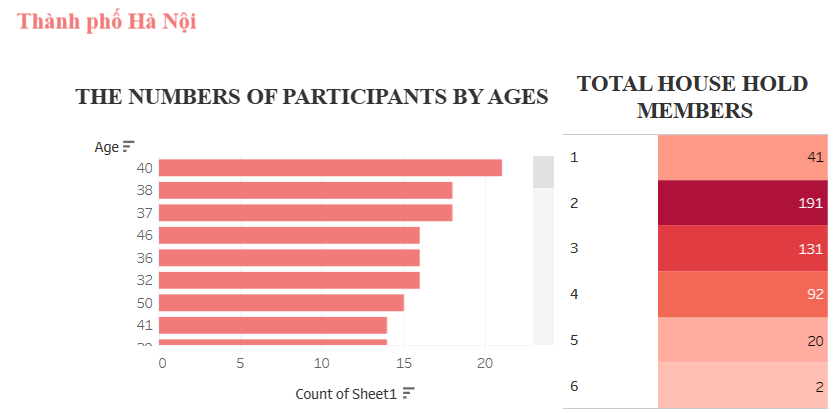 Thành phố Hà Nội
THE NUMBERS OF PARTICIPANTS BY AGES
Age
40
38
37
46
36
32
50
41
0 5 10 15 20
Count of Sheet1
TOTAL HOUSE HOLD
MEMBERS
1 41
2 191
3 131
4 92
5 20
6 2